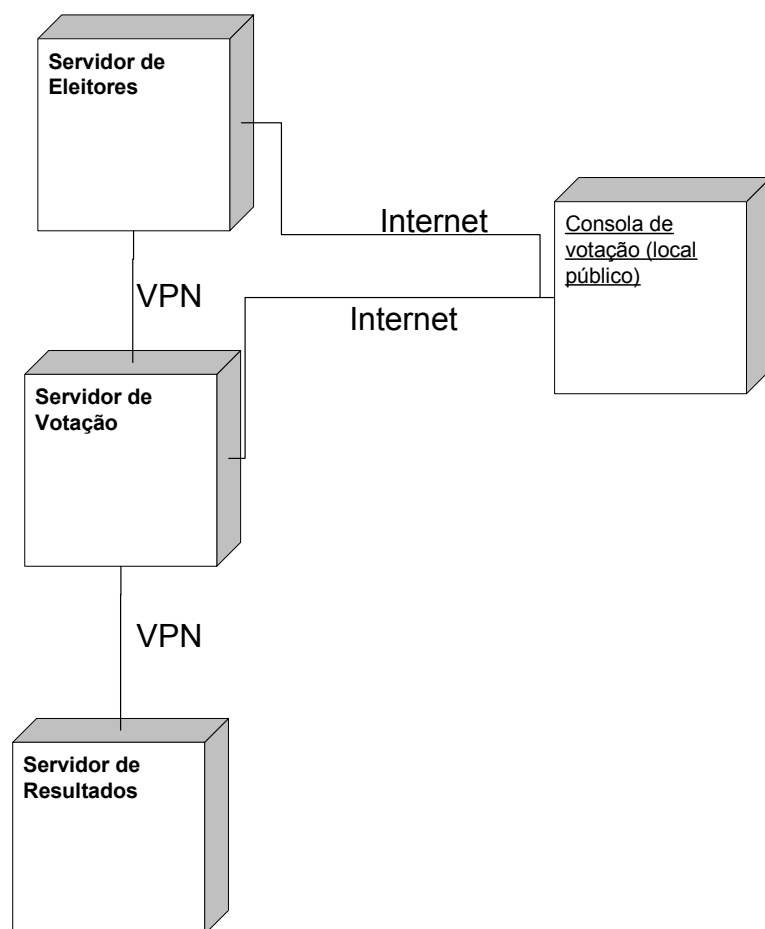 Servidor de
Eleitores
Internet
Consola de
votação (local
público)
VPN
Internet
Servidor de
Votação
VPN
Servidor de
Resultados